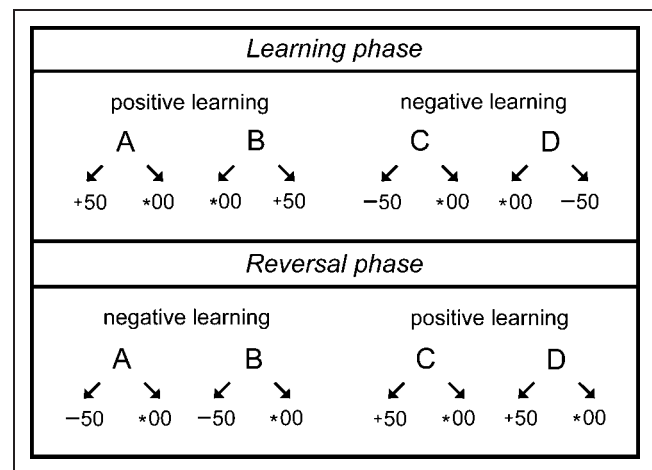 Learning phase
positive learning negative learning
A B C D
+50 *00 *00 +50 −50 *00 *00 −50
Reversal phase
negative learning positive learning
A B C D
−50 *00 −50 *00 +50 *00 +50 *00